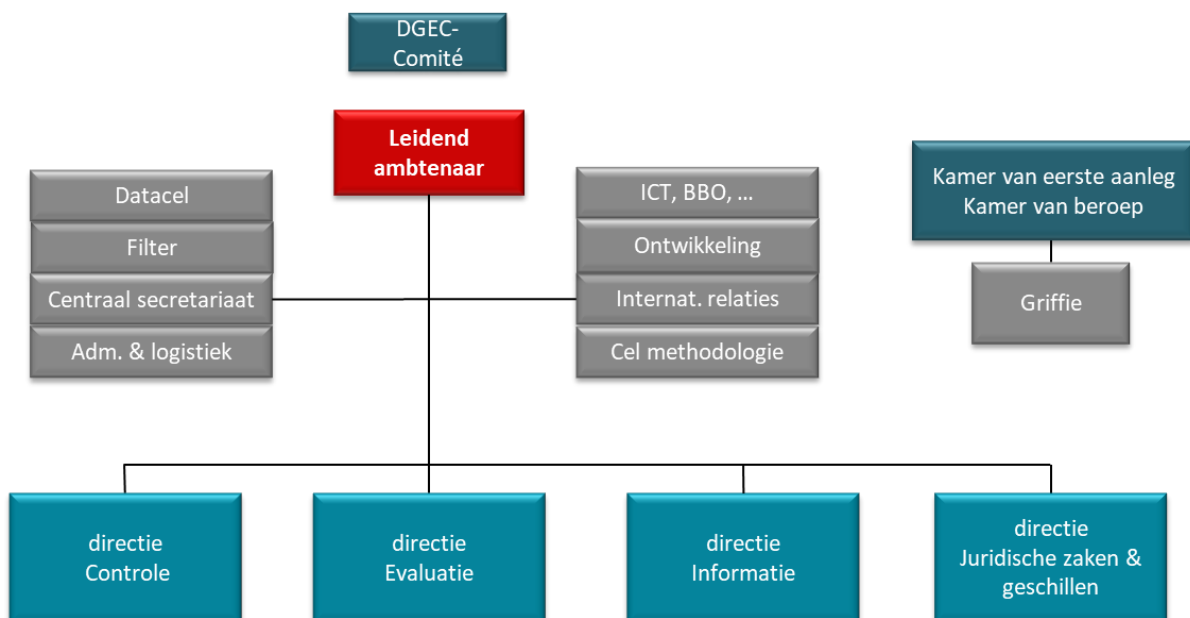 DGEC-
Comité
Leidend
ambtenaar
Datacel
Filter
Centraal secretariaat
Adm. & logistiek
ICT, BBO, ...
Ontwikkeling
Internat. relaties
Cel methodologie
Kamer van eerste aanleg
Kamer van beroep
Griffie
directie
Controle
directie
Evaluatie
directie
Informatie
directie
Juridische zaken &
geschillen